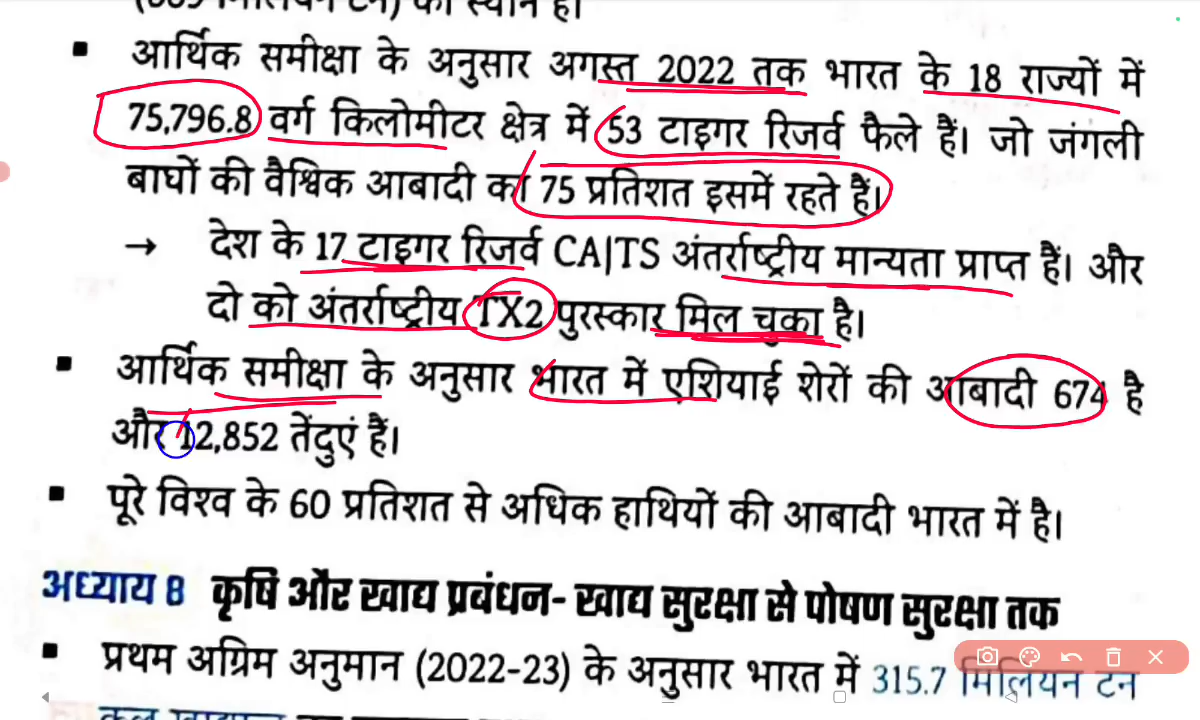 मिलियन टन) का स्थान है।
▪ आर्थिक समीक्षा के अनुसार अगस्त 2022 तक भारत के 18 राज्यों में
75,796.8 वर्ग किलोमीटर क्षेत्र में 53 टाइगर रिजर्व फैले हैं। जो जंगली
बाघों की वैश्विक आबादी का 75 प्रतिशत इसमें रहते हैं।
→ देश के 17 टाइगर रिजर्व CA|TS अंतर्राष्ट्रीय मान्यता प्राप्त हैं। और
दो को अंतर्राष्ट्रीय TX2 पुरस्कार मिल चुका है।
▪ आर्थिक समीक्षा के अनुसार भारत में एशियाई शेरों की आबादी 674 है
और 12,852 तेंदुएं हैं।
▪ पूरे विश्व के 60 प्रतिशत से अधिक हाथियों की आबादी भारत में है।
अध्याय 8 कृषि और खाद्य प्रबंधन- खाद्य सुरक्षा से पोषण सुरक्षा तक
▪ प्रथम अग्रिम अनुमान (2022-23) के अनुसार भारत में 315.7 मिलियन टन